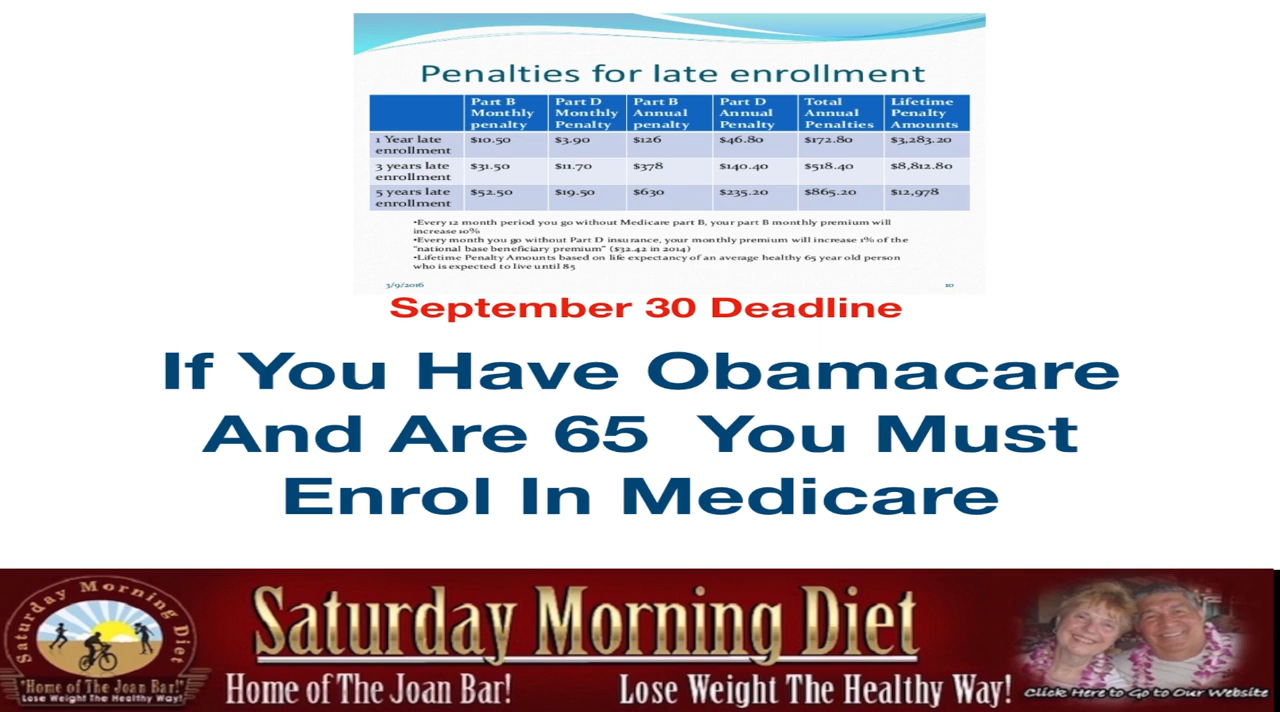 Penalties for late enrollment
Part B Monthly penalty | Part D Monthly Penalty | Part B Annual penalty | Part D Annual Penalty | Total Annual Penalties | Lifetime Penalty Amounts
1 Year late enrollment | $10.50 | $3.90 | $126 | $46.80 | $172.80 | $3,283.20
3 years late enrollment | $31.50 | $11.70 | $378 | $140.40 | $518.40 | $8,812.80
5 years late enrollment | $52.50 | $19.50 | $630 | $235.20 | $865.20 | $12,978
•Every 12 month period you go without Medicare part B, your part B monthly premium will
increase 10%
•Every month you go without Part D insurance, your monthly premium will increase 1% of the
"national base beneficiary premium" ($32.42 in 2014)
•Lifetime Penalty Amounts based on life expectancy of an average healthy 65 year old person
who is expected to live until 85
3/9/2016
10
September 30 Deadline
If You Have Obamacare
And Are 65 You Must
Enrol In Medicare
Saturday Morning Diet
"Home of The Joan Bar!"
Lose Weight The Healthy Way!
Saturday Morning Diet
Home of The Joan Bar!
Lose Weight The Healthy Way!
Click Here to Go to Our Website